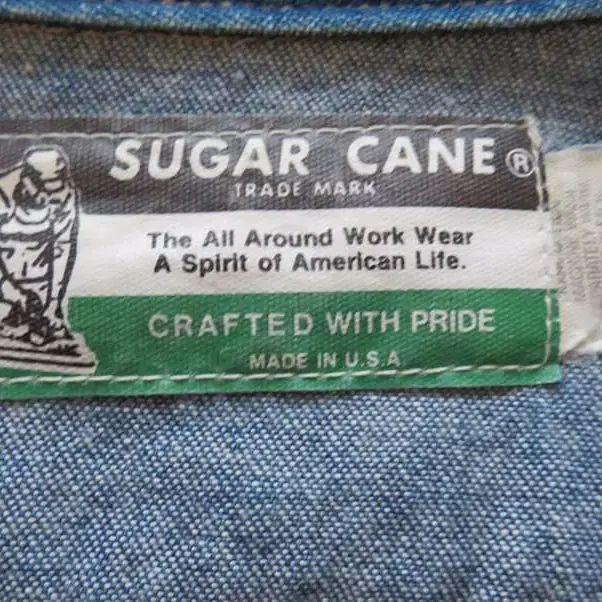 SUGAR CANE®
TRADE MARK
The All Around Work Wear
A Spirit of American Life.
CRAFTED WITH PRIDE
MADE IN U.S.A